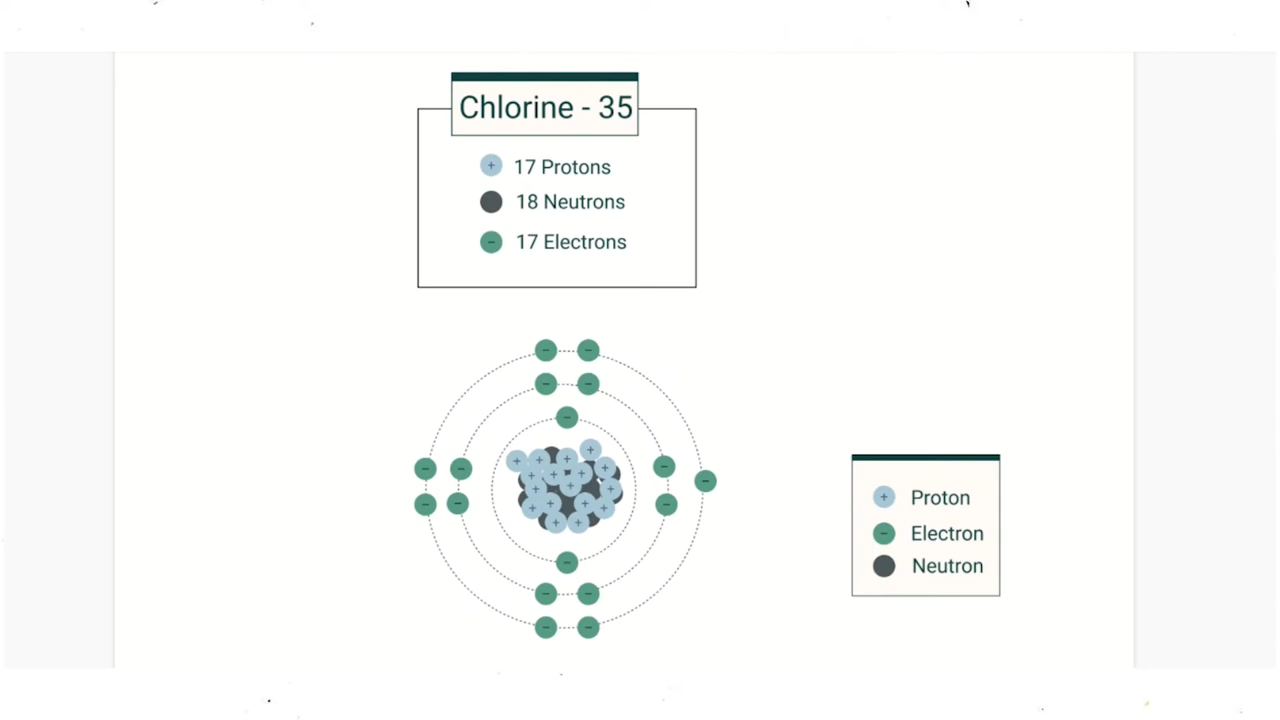 Chlorine - 35
+ 17 Protons
18 Neutrons
- 17 Electrons
+ Proton
- Electron
Neutron